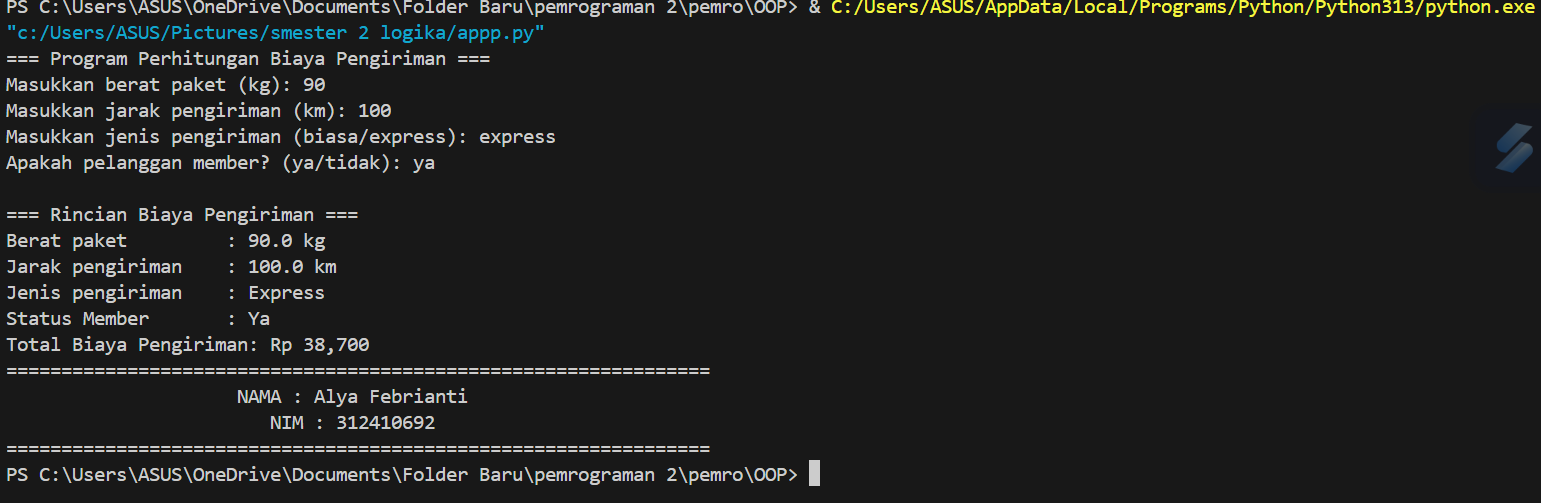 PS C:\Users\ASUS\OneDrive\Documents\Folder Baru\pemrograman 2\pemro\OOP> & C:/Users/ASUS/AppData/Local/Programs/Python/Python313/python.exe
"c:/Users/ASUS/Pictures/smester 2 logika/appp.py"
=== Program Perhitungan Biaya Pengiriman ===
Masukkan berat paket (kg): 90
Masukkan jarak pengiriman (km): 100
Masukkan jenis pengiriman (biasa/express): express
Apakah pelanggan member? (ya/tidak): ya

=== Rincian Biaya Pengiriman ===
Berat paket         : 90.0 kg
Jarak pengiriman    : 100.0 km
Jenis pengiriman    : Express
Status Member       : Ya
Total Biaya Pengiriman: Rp 38,700
================================================================
                     NAMA : Alya Febrianti
                        NIM : 312410692
================================================================
PS C:\Users\ASUS\OneDrive\Documents\Folder Baru\pemrograman 2\pemro\OOP>